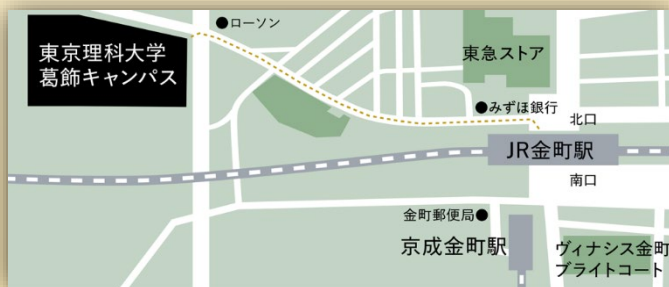 ●ローソン
東京理科大学
葛飾キャンパス
東急ストア
●みずほ銀行
北口
JR金町駅
南口
金町郵便局●
京成金町駅
ヴィナシス金町
ブライトコート